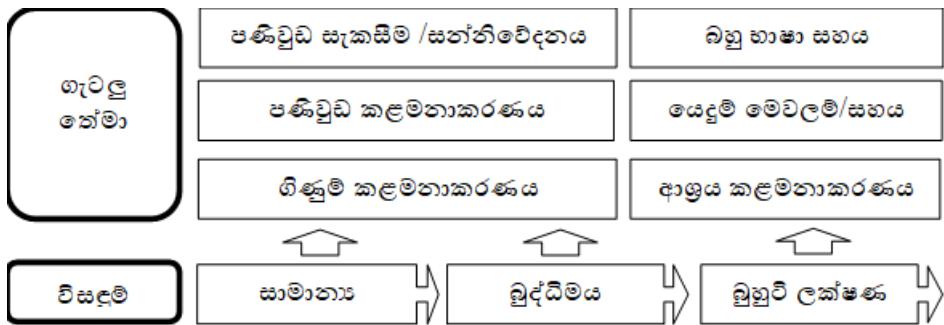 ගැටලු
තේමා
පණිවුඩ සැකසීම /සන්නිවේදනය
බහු භාෂා සහය
පණිවුඩ කළමනාකරණය
යෙදුම් මෙවලම්/සහය
ගිණුම් කළමනාකරණය
ආශ්‍රය කළමනාකරණය
විසඳුම්
සාමාන්‍ය
බුද්ධිමය
බුහුටි ලක්ෂණ